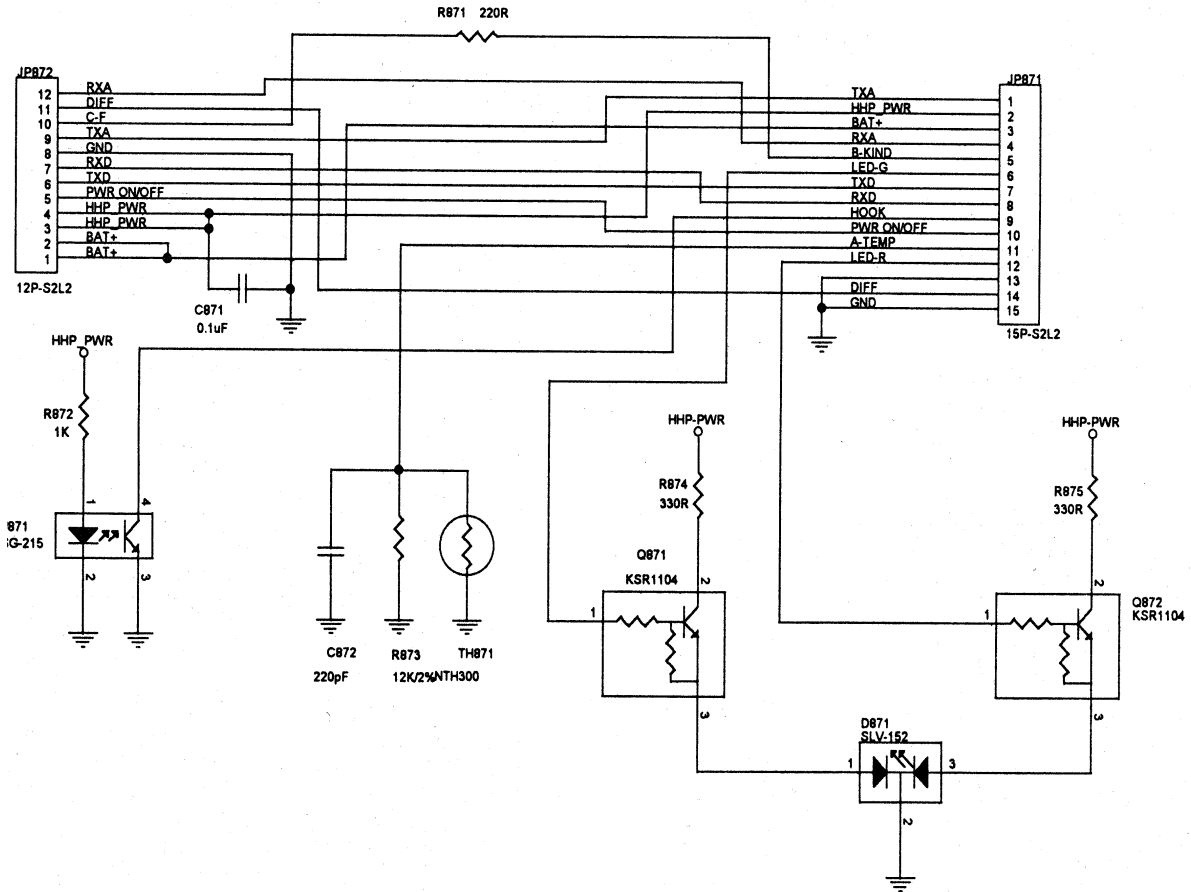 R871 220R
JP872
12 RXA
11 DIFF
10 C-F
9 TXA
8 GND
7 RXD
6 TXD
5 PWR ON/OFF
4 HHP_PWR
3 HHP_PWR
2 BAT+
1 BAT+
12P-S2L2
JP871
TXA 1
HHP_PWR 2
BAT+ 3
RXA 4
B-KIND 5
LED-G 6
TXD 7
RXD 8
HOOK 9
PWR ON/OFF 10
A-TEMP 11
LED-R 12
13
DIFF 14
GND 15
15P-S2L2
C871
0.1uF
HHP_PWR
R872
1K
1
4
871
G-215
2
3
C872
220pF
R873
12K/2%
TH871
NTH300
HHP-PWR
R874
330R
Q871
KSR1104
2
1
3
HHP-PWR
R875
330R
2
Q872
KSR1104
1
3
D871
SLV-152
1
3
2